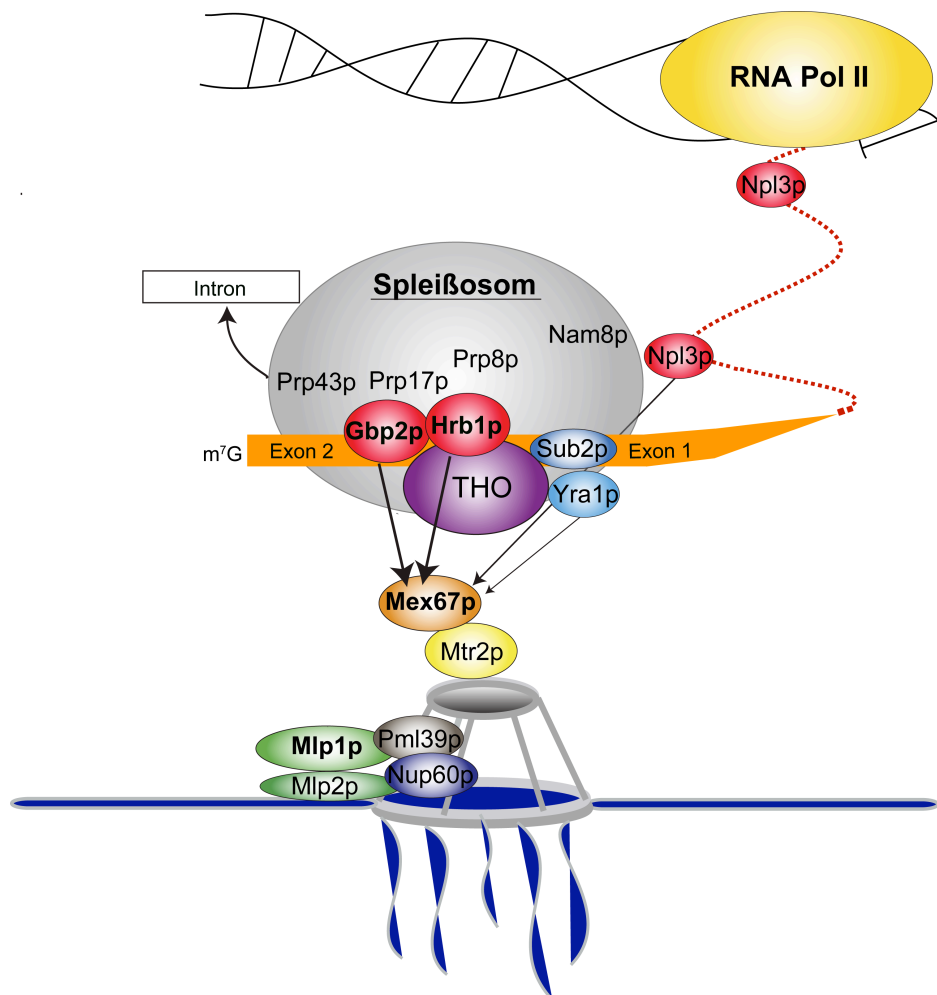 RNA Pol II
Npl3p
Spleißosom
Intron
Nam8p
Npl3p
Prp8p
Prp43p
Prp17p
Gbp2p
Hrb1p
m⁷G
Exon 2
Sub2p
Exon 1
THO
Yra1p
Mex67p
Mtr2p
Pml39p
Mlp1p
Nup60p
Mlp2p